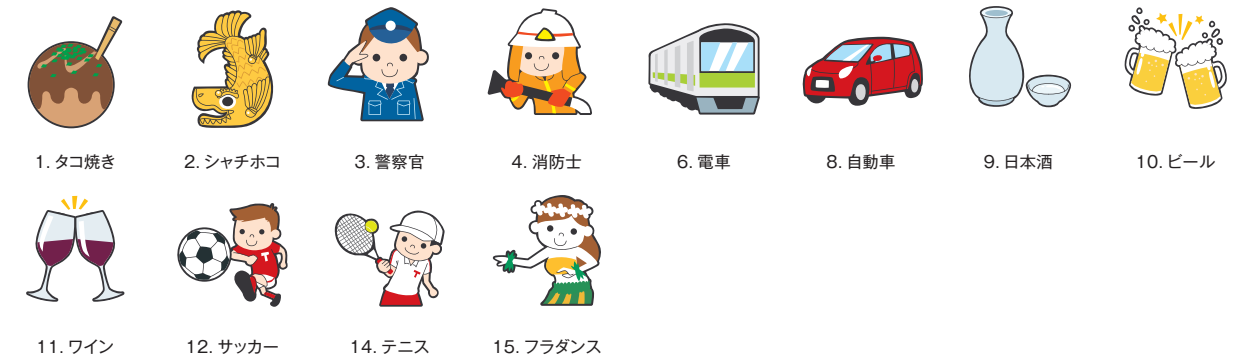 1. タコ焼き
2. シャチホコ
3. 警察官
4. 消防士
6. 電車
8. 自動車
9. 日本酒
10. ビール
11. ワイン
12. サッカー
14. テニス
15. フラダンス
T
T